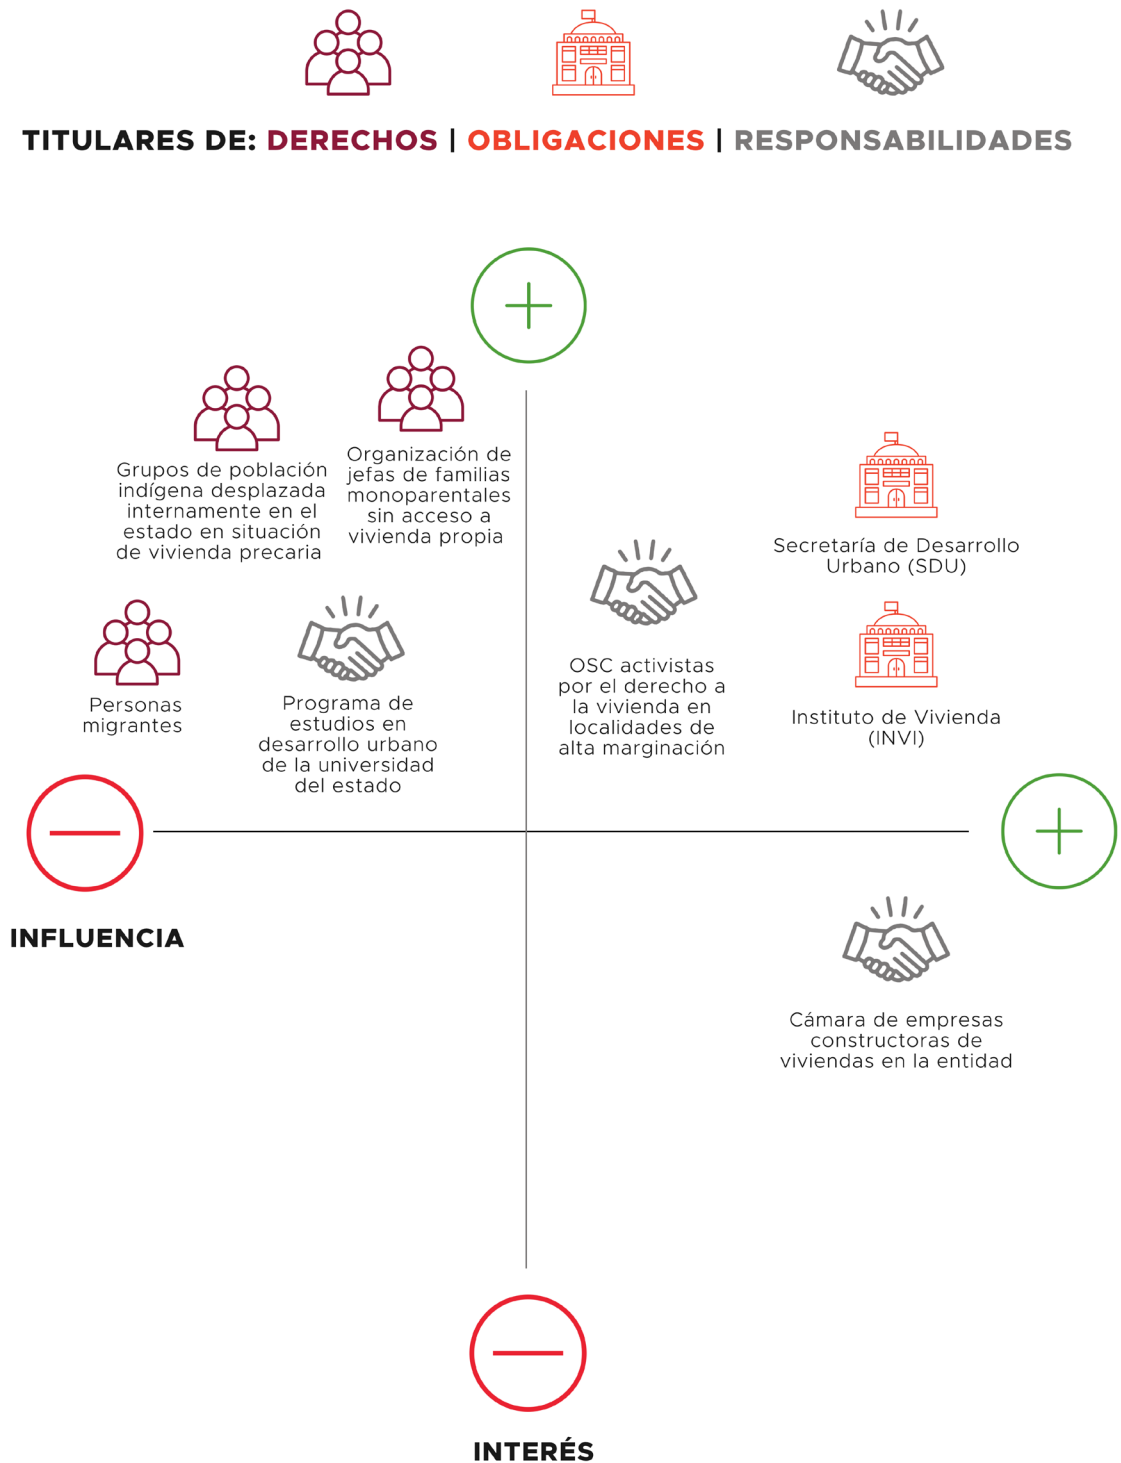 TITULARES DE: DERECHOS | OBLIGACIONES | RESPONSABILIDADES
Grupos de población
indígena desplazada
internamente en el
estado en situación
de vivienda precaria
Organización de
jefas de familias
monoparentales
sin acceso a
vivienda propia
Secretaría de Desarrollo
Urbano (SDU)
Personas
migrantes
Programa de
estudios en
desarrollo urbano
de la universidad
del estado
OSC activistas
por el derecho a
la vivienda en
localidades de
alta marginación
Instituto de Vivienda
(INVI)
INFLUENCIA
Cámara de empresas
constructoras de
viviendas en la entidad
INTERÉS